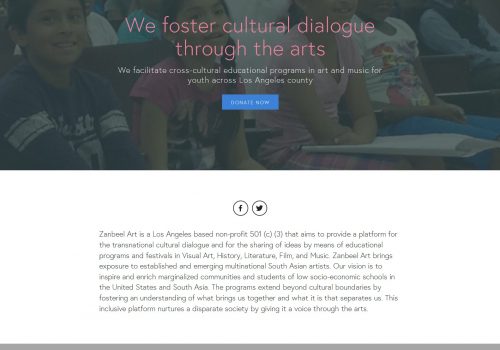 We foster cultural dialogue
through the arts
We facilitate cross-cultural educational programs in art and music for
youth across Los Angeles county
DONATE NOW
Zanbeel Art is a Los Angeles based non-profit 501 (c) (3) that aims to provide a platform for
the transnational cultural dialogue and for the sharing of ideas by means of educational
programs and festivals in Visual Art, History, Literature, Film, and Music. Zanbeel Art brings
exposure to established and emerging multinational South Asian artists. Our vision is to
inspire and enrich marginalized communities and students of low socio-economic schools in
the United States and South Asia. The programs extend beyond cultural boundaries by
fostering an understanding of what brings us together and what it is that separates us. This
inclusive platform nurtures a disparate society by giving it a voice through the arts.